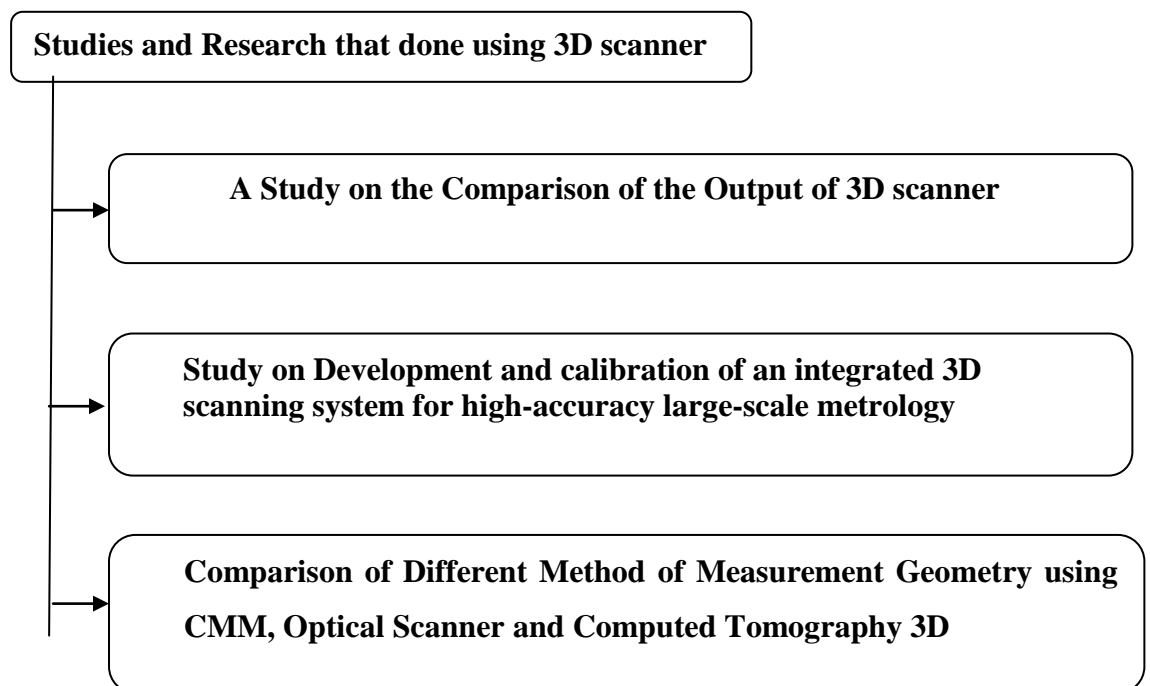 Studies and Research that done using 3D scanner
A Study on the Comparison of the Output of 3D scanner
Study on Development and calibration of an integrated 3D
scanning system for high-accuracy large-scale metrology
Comparison of Different Method of Measurement Geometry using
CMM, Optical Scanner and Computed Tomography 3D